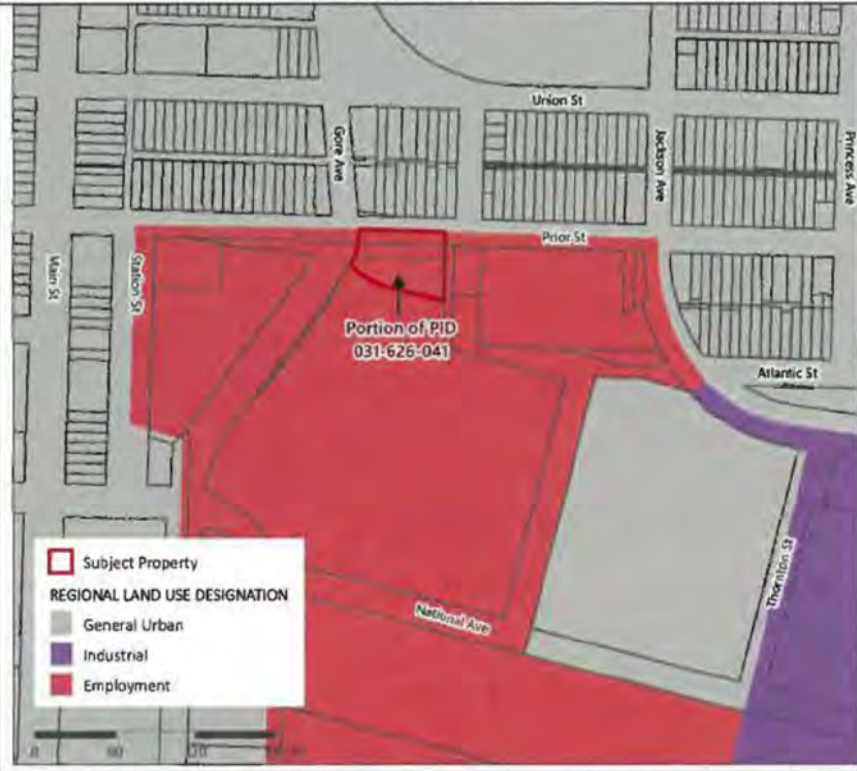 Union St
Gore Ave
Jackson Ave
Princess Ave
Prior St
Main St
Station St
Portion of PID
031-626-041
Atlantic St
Thornton St
National Ave
Subject Property
REGIONAL LAND USE DESIGNATION
General Urban
Industrial
Employment
0